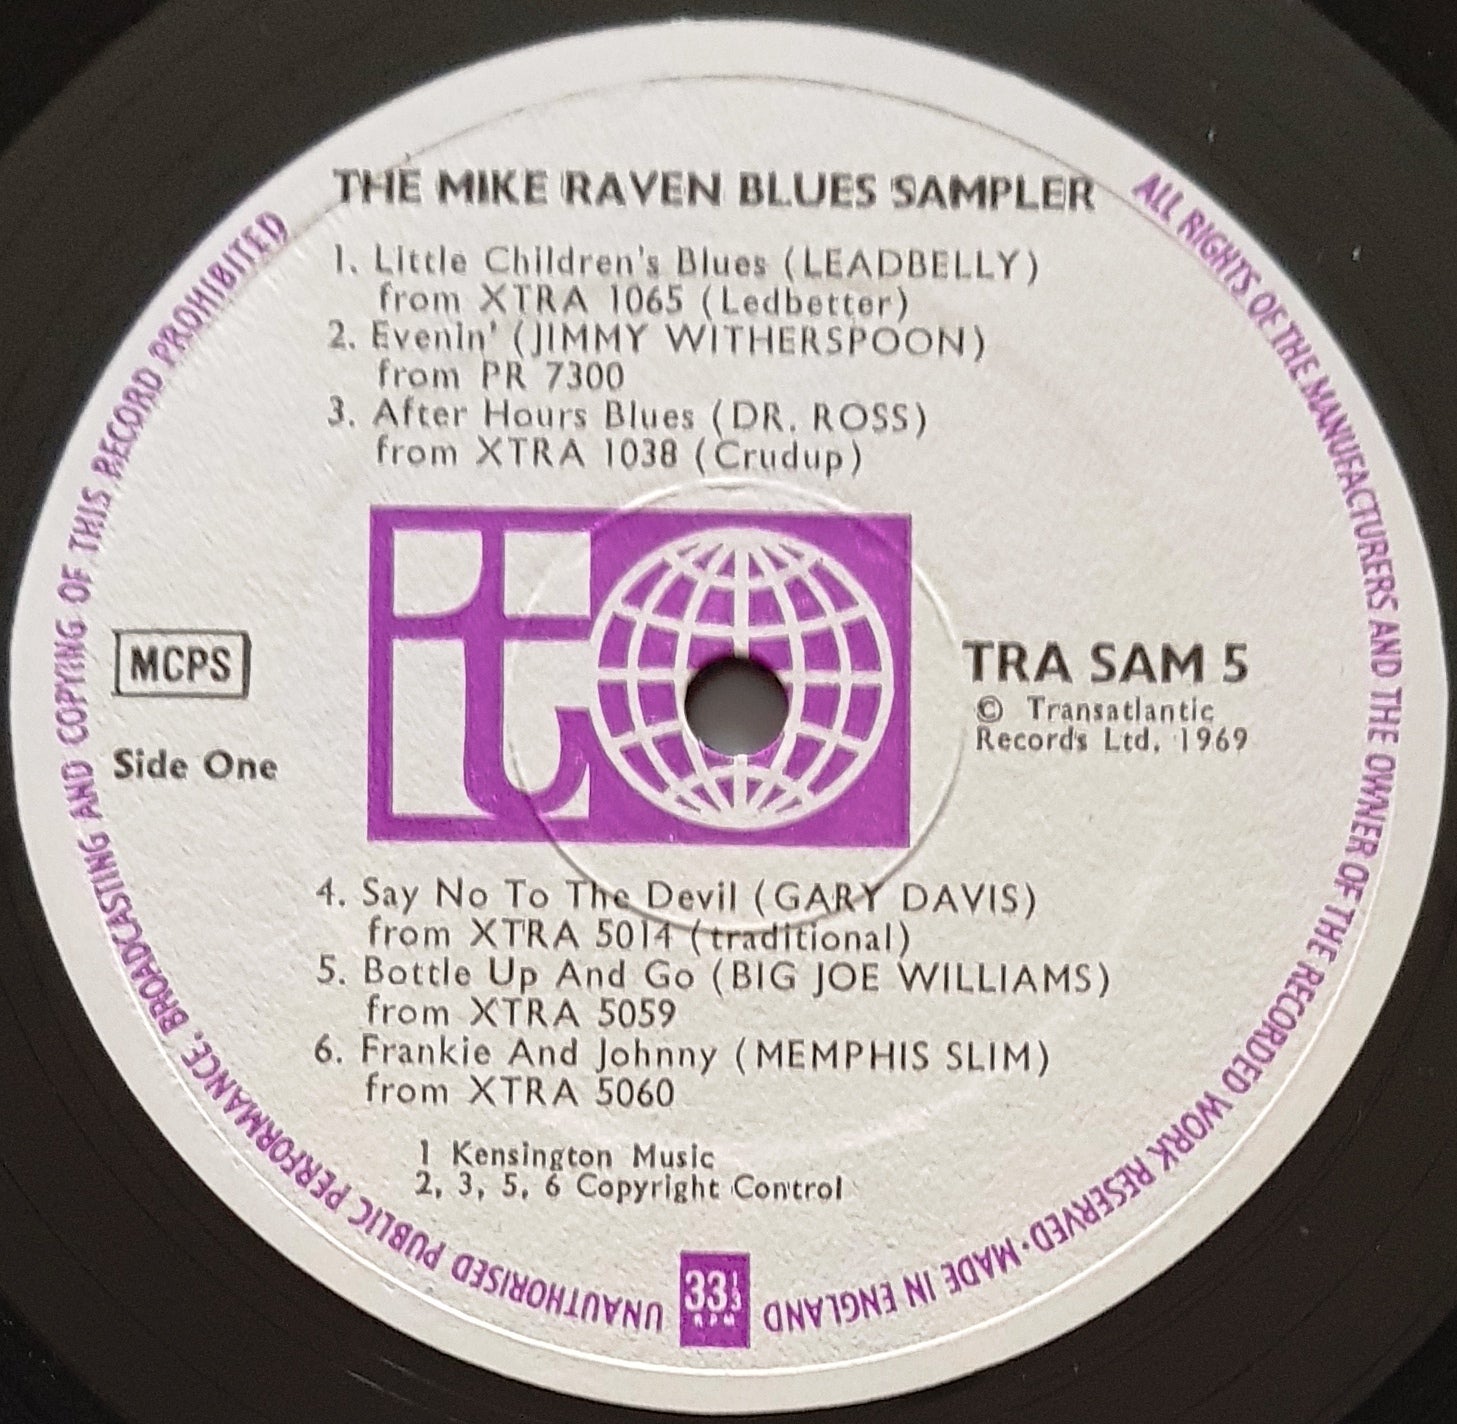 THE MIKE RAVEN BLUES SAMPLER
1. Little Children's Blues (LEADBELLY)
from XTRA 1065 (Ledbetter)
2. Evenin' (JIMMY WITHERSPOON)
from PR 7300
3. After Hours Blues (DR. ROSS)
from XTRA 1038 (Crudup)
t
MCPS
Side One
TRA SAM 5
© Transatlantic
Records Ltd. 1969
4. Say No To The Devil (GARY DAVIS)
from XTRA 5014 (traditional)
5. Bottle Up And Go (BIG JOE WILLIAMS)
from XTRA 5059
6. Frankie And Johnny (MEMPHIS SLIM)
from XTRA 5060
1 Kensington Music
2, 3, 5, 6 Copyright Control
33⅓
RPM
ALL RIGHTS OF THE MANUFACTURERS AND THE OWNER OF THE RECORDED WORK RESERVED · MADE IN ENGLAND
UNAUTHORISED PUBLIC PERFORMANCE, BROADCASTING AND COPYING OF THIS RECORD PROHIBITED